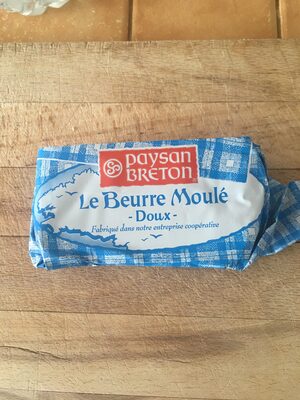 Paysan
Breton
Le Beurre Moulé
- Doux -
Fabriqué dans notre entreprise coopérative